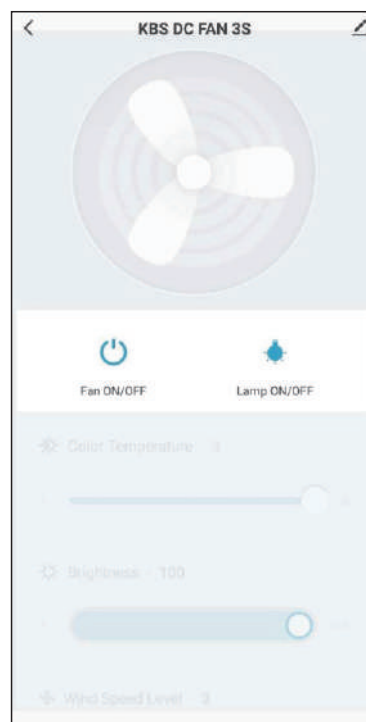 KBS DC FAN 3S
Fan ON/OFF Lamp ON/OFF
Color Temperature
Brightness 100
Wind Speed Level 3